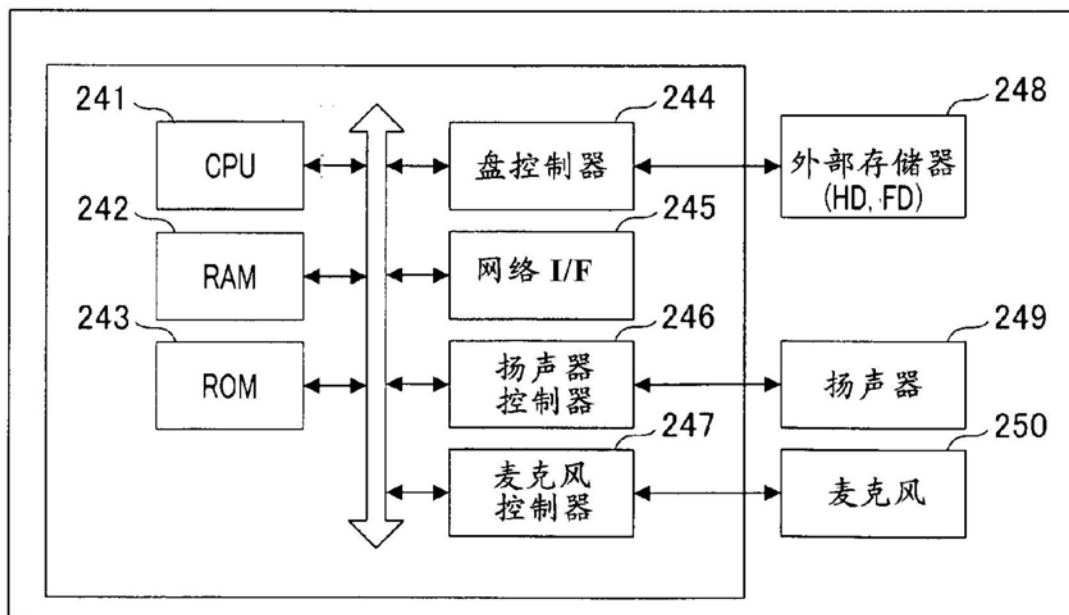 241
CPU
242
RAM
243
ROM
244
盘控制器
245
网络 I/F
246
扬声器
控制器
247
麦克风
控制器
248
外部存储器
(HD, FD)
249
扬声器
250
麦克风